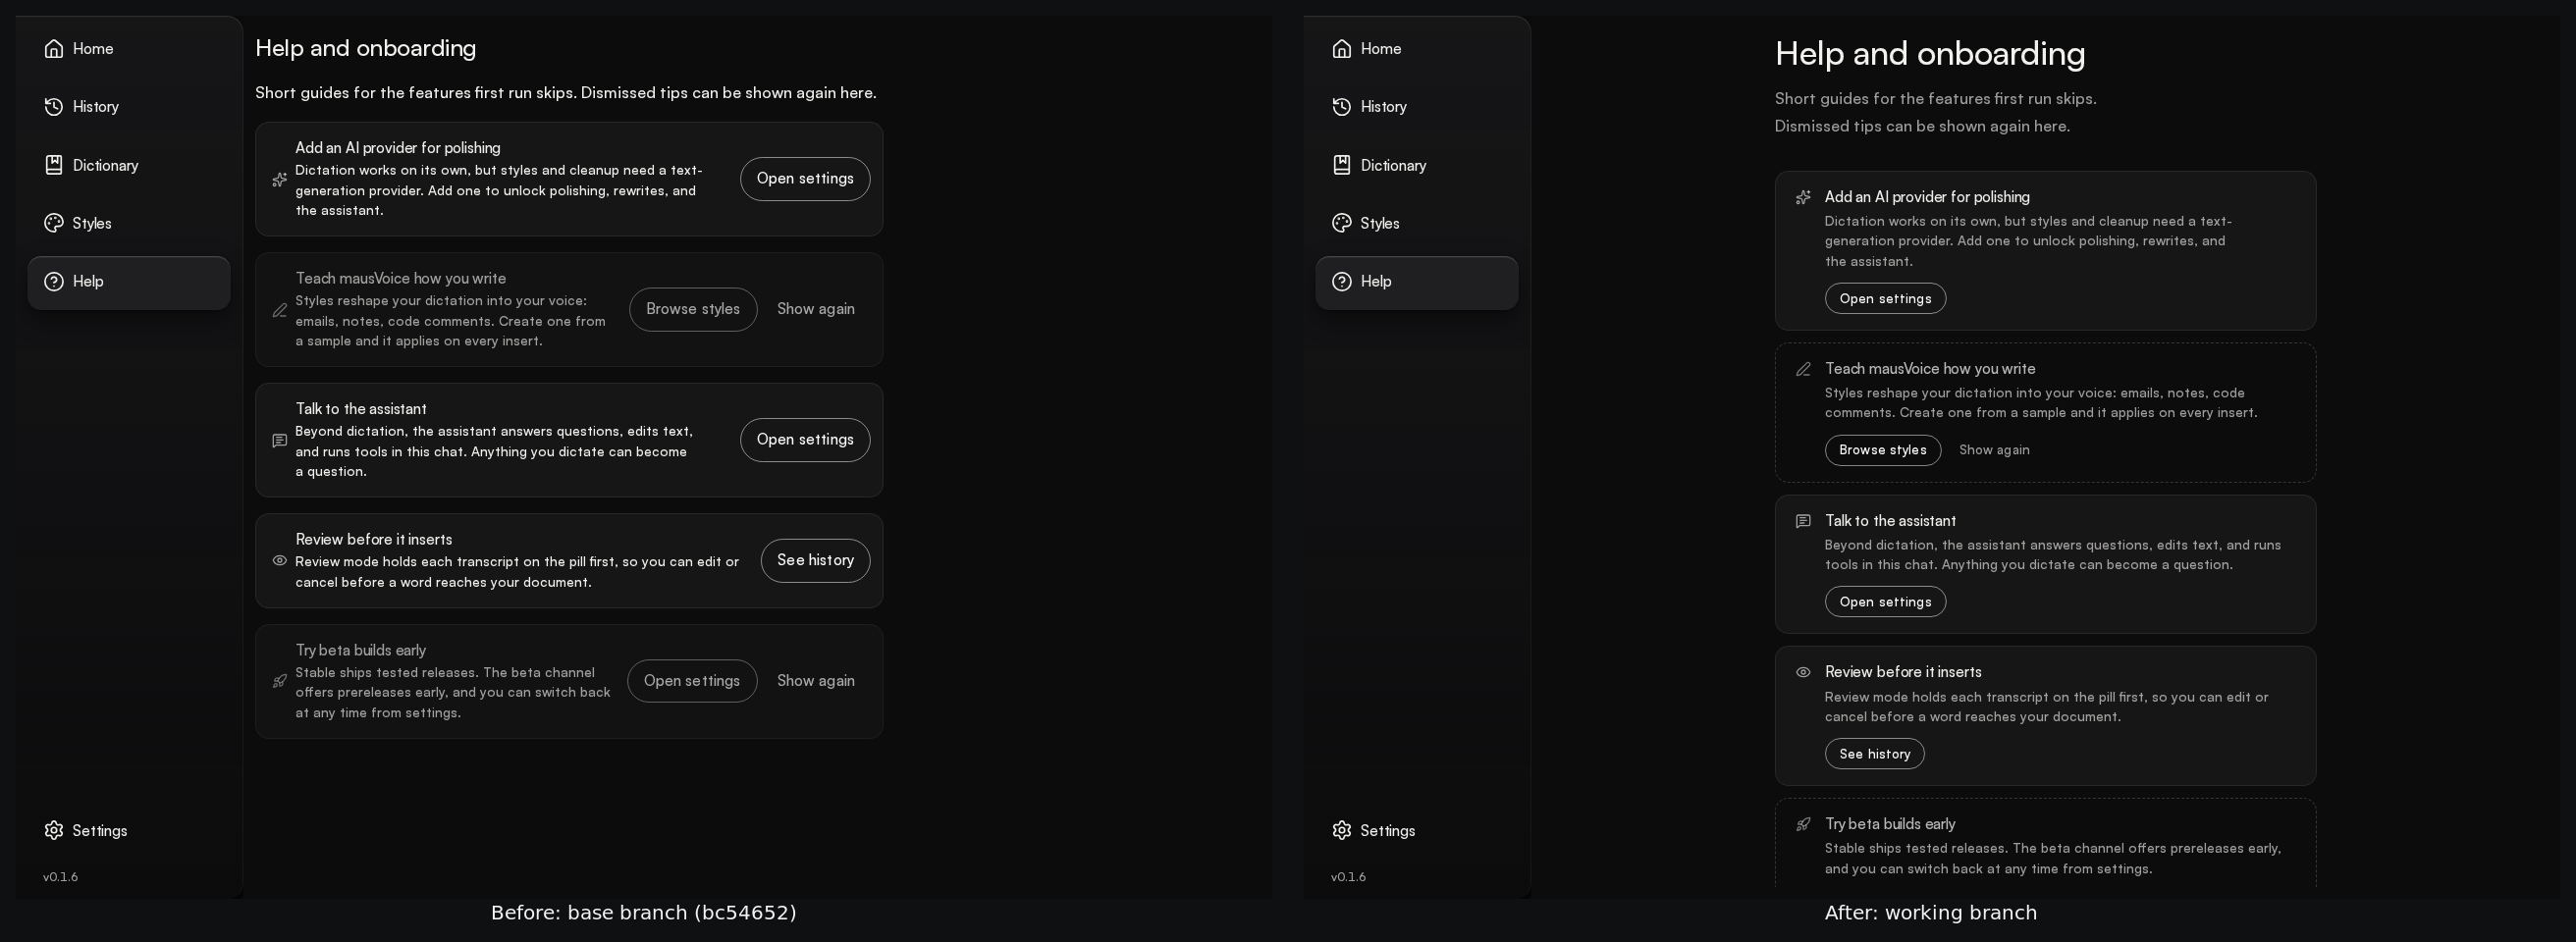 Home
History
Dictionary
Styles
Help
Settings
v0.1.6
Help and onboarding
Short guides for the features first run skips. Dismissed tips can be shown again here.
Add an AI provider for polishing
Dictation works on its own, but styles and cleanup need a text-
generation provider. Add one to unlock polishing, rewrites, and
the assistant.
Open settings
Teach mausVoice how you write
Styles reshape your dictation into your voice:
emails, notes, code comments. Create one from
a sample and it applies on every insert.
Browse styles
Show again
Talk to the assistant
Beyond dictation, the assistant answers questions, edits text,
and runs tools in this chat. Anything you dictate can become
a question.
Open settings
Review before it inserts
Review mode holds each transcript on the pill first, so you can edit or
cancel before a word reaches your document.
See history
Try beta builds early
Stable ships tested releases. The beta channel
offers prereleases early, and you can switch back
at any time from settings.
Open settings
Show again
Before: base branch (bc54652)
Home
History
Dictionary
Styles
Help
Settings
v0.1.6
Help and onboarding
Short guides for the features first run skips.
Dismissed tips can be shown again here.
Add an AI provider for polishing
Dictation works on its own, but styles and cleanup need a text-
generation provider. Add one to unlock polishing, rewrites, and
the assistant.
Open settings
Teach mausVoice how you write
Styles reshape your dictation into your voice: emails, notes, code
comments. Create one from a sample and it applies on every insert.
Browse styles
Show again
Talk to the assistant
Beyond dictation, the assistant answers questions, edits text, and runs
tools in this chat. Anything you dictate can become a question.
Open settings
Review before it inserts
Review mode holds each transcript on the pill first, so you can edit or
cancel before a word reaches your document.
See history
Try beta builds early
Stable ships tested releases. The beta channel offers prereleases early,
and you can switch back at any time from settings.
After: working branch